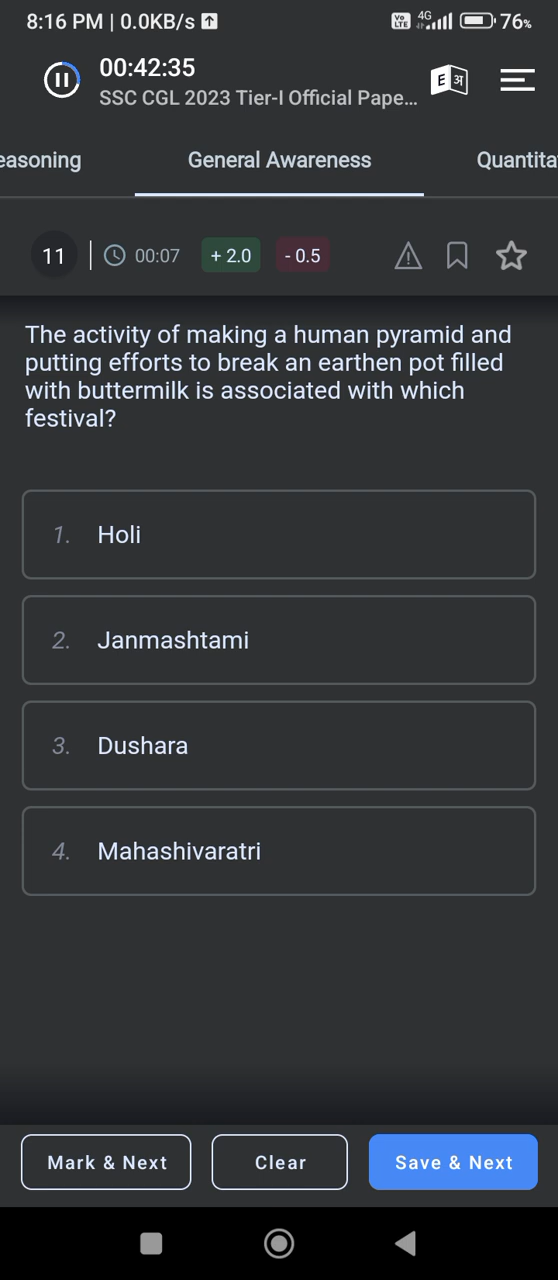 8:16 PM | 0.0KB/s
Vo LTE 4G 76%
00:42:35
SSC CGL 2023 Tier-I Official Pape...
E अ
easoning General Awareness Quantita
11 | 00:07 + 2.0 - 0.5
The activity of making a human pyramid and
putting efforts to break an earthen pot filled
with buttermilk is associated with which
festival?
1. Holi
2. Janmashtami
3. Dushara
4. Mahashivaratri
Mark & Next Clear Save & Next